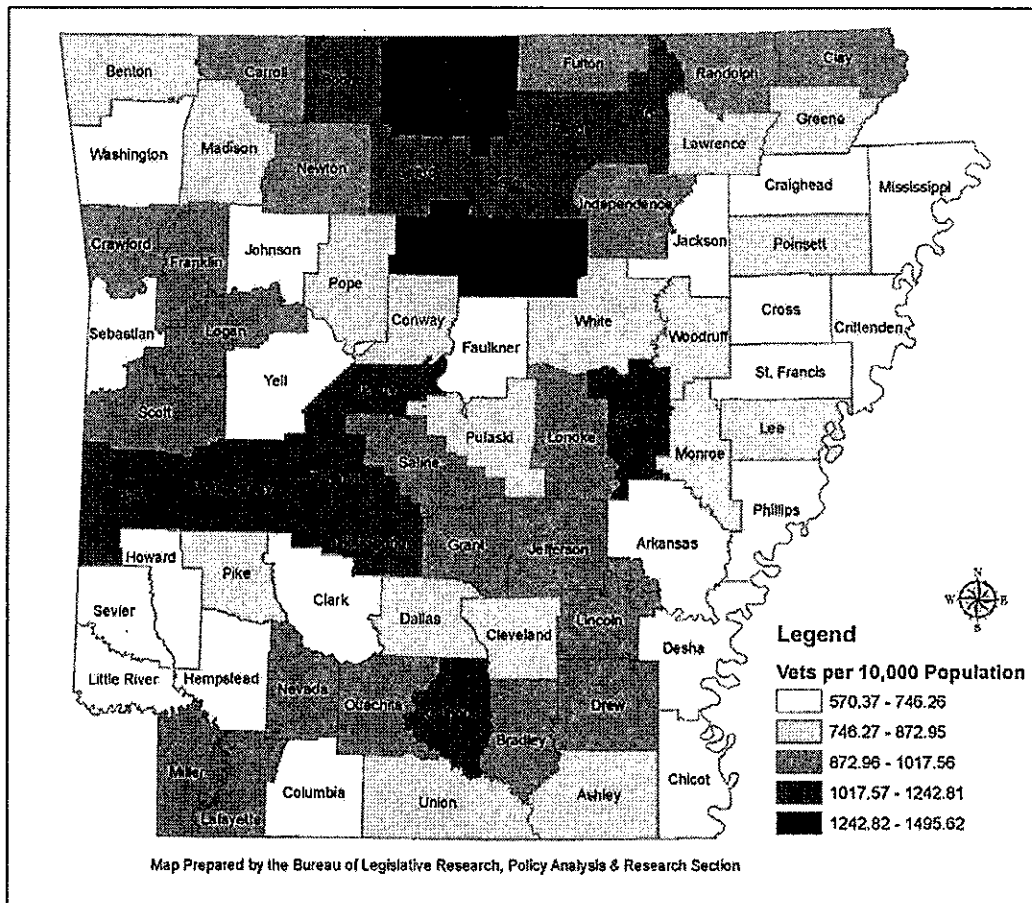 Benton
Carroll
Fulton
Randolph
Clay
Washington
Madison
Newton
Lawrence
Greene
Craighead
Mississippi
Independence
Jackson
Poinsett
Crawford
Franklin
Johnson
Pope
Sebastian
Logan
Conway
White
Woodruff
Cross
Crittenden
Faulkner
St. Francis
Yell
Scott
Pulaski
Lonoke
Lee
Saline
Monroe
Phillips
Grant
Jefferson
Arkansas
Howard
Pike
Clark
Dallas
Cleveland
Lincoln
Sevier
Desha
Little River
Hempstead
Nevada
Ouachita
Bradley
Drew
Miller
Lafayette
Columbia
Union
Ashley
Chicot
N
W E
S
Legend
Vets per 10,000 Population
570.37 - 746.26
746.27 - 872.95
872.96 - 1017.56
1017.57 - 1242.81
1242.82 - 1495.62
Map Prepared by the Bureau of Legislative Research, Policy Analysis & Research Section